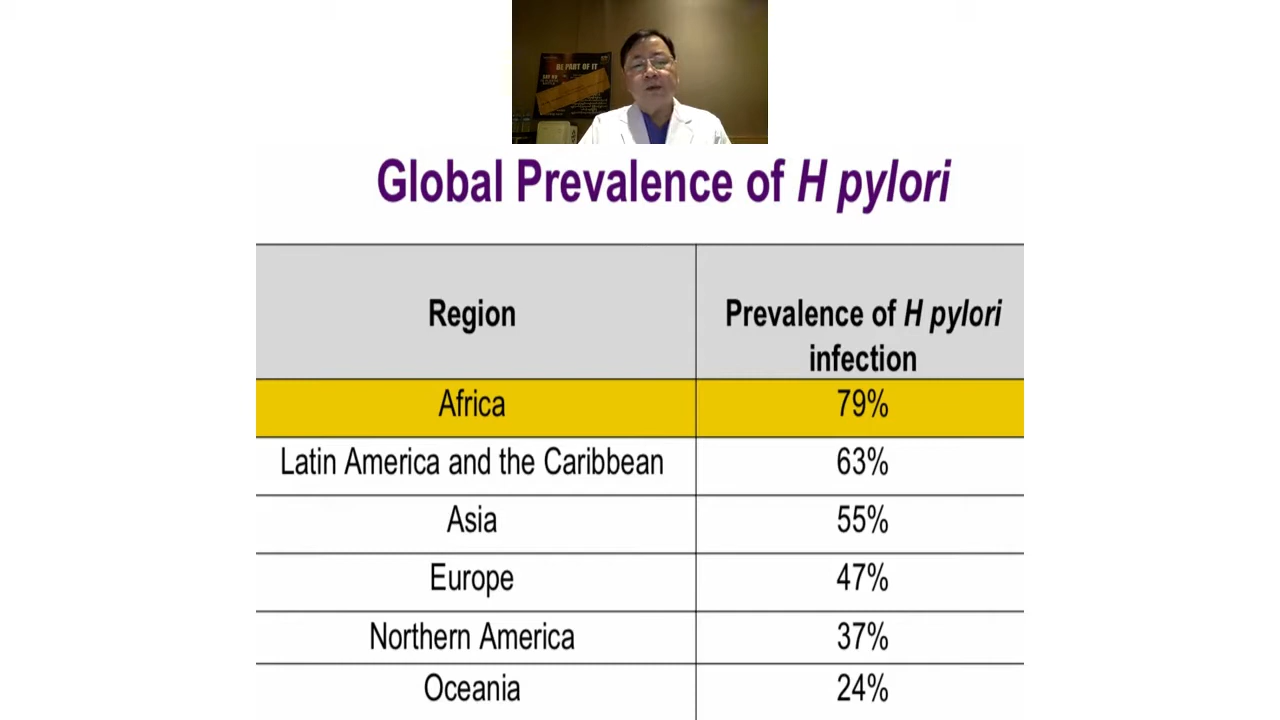 BE PART OF IT
Global Prevalence of H pylori
Region
Prevalence of H pylori
infection
Africa
79%
Latin America and the Caribbean
63%
Asia
55%
Europe
47%
Northern America
37%
Oceania
24%